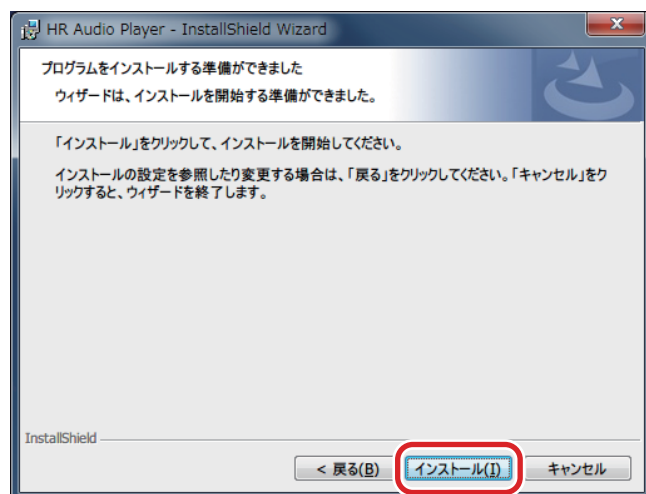 HR Audio Player - InstallShield Wizard
プログラムをインストールする準備ができました
ウィザードは、インストールを開始する準備ができました。
「インストール」をクリックして、インストールを開始してください。
インストールの設定を参照したり変更する場合は、「戻る」をクリックしてください。「キャンセル」をク
リックすると、ウィザードを終了します。
InstallShield
< 戻る(B) インストール(I) キャンセル